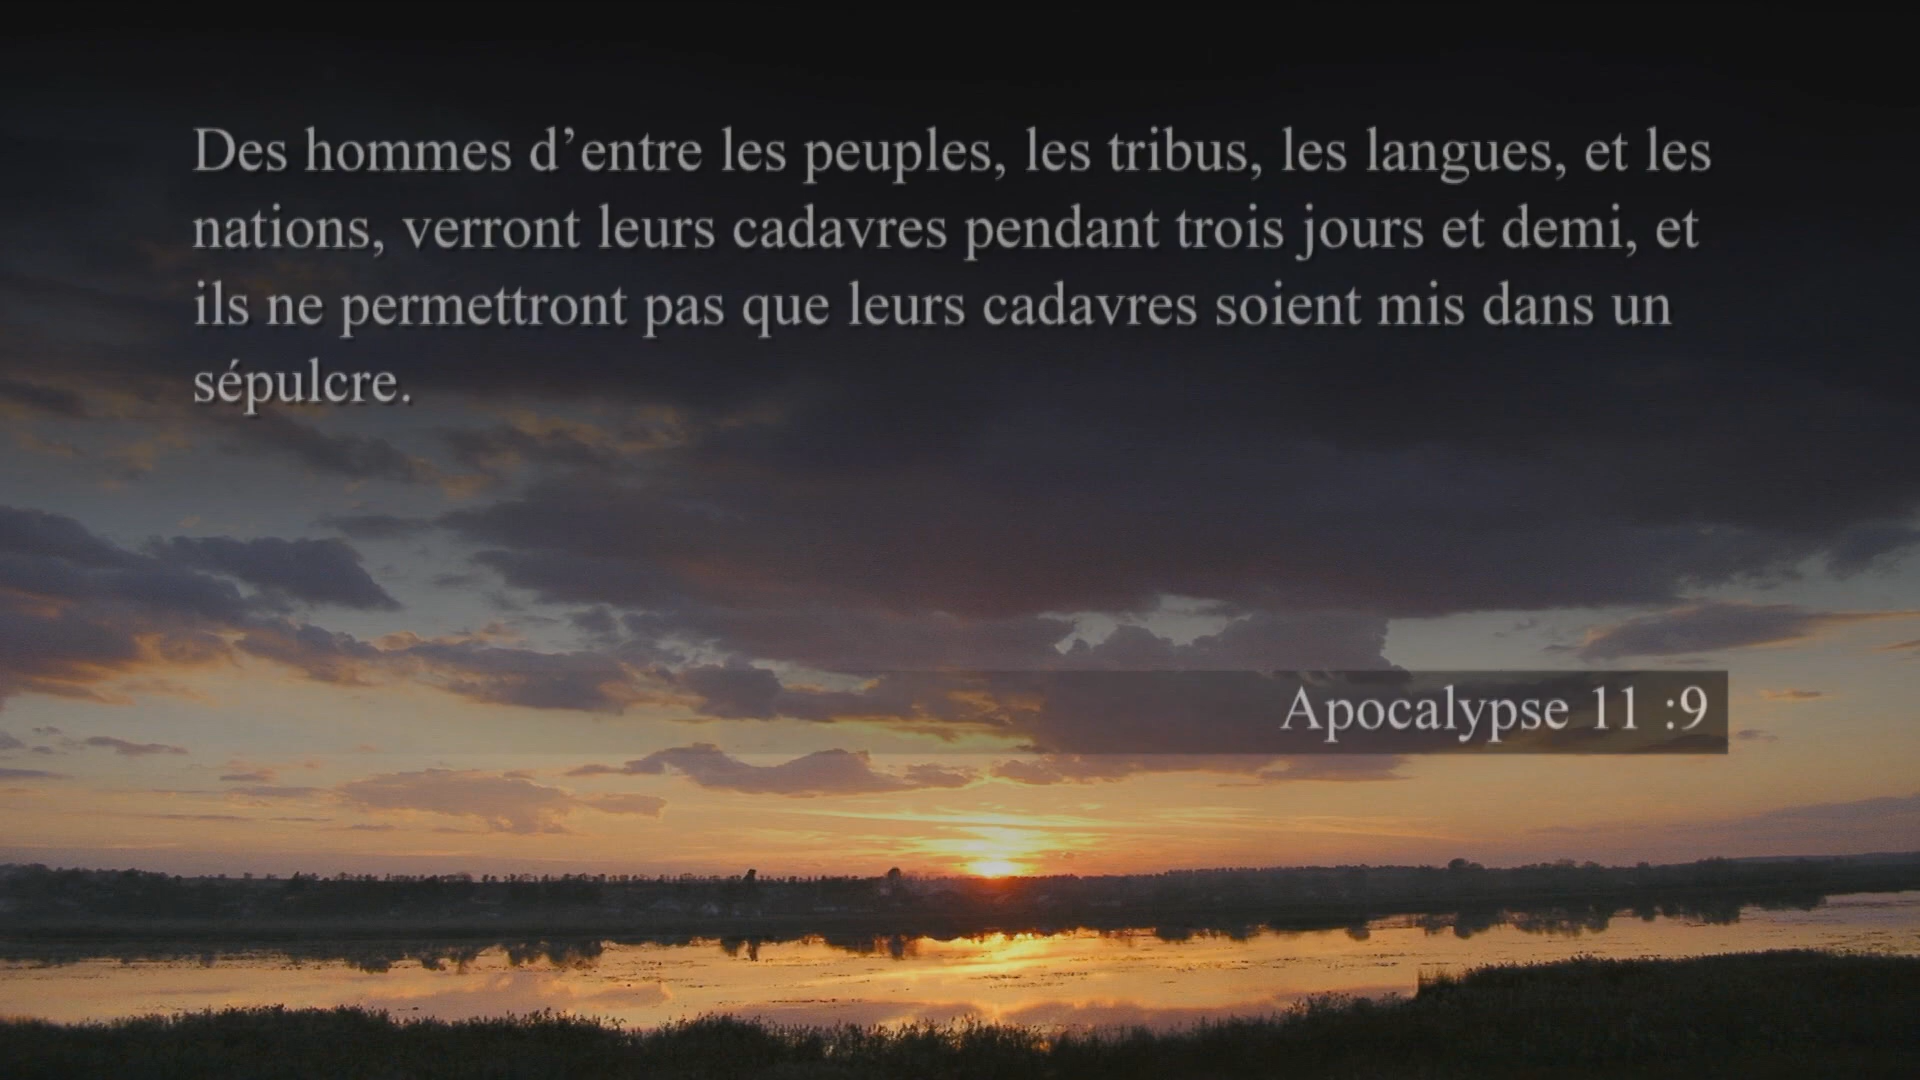 Des hommes d’entre les peuples, les tribus, les langues, et les
nations, verront leurs cadavres pendant trois jours et demi, et
ils ne permettront pas que leurs cadavres soient mis dans un
sépulcre.
Apocalypse 11 :9